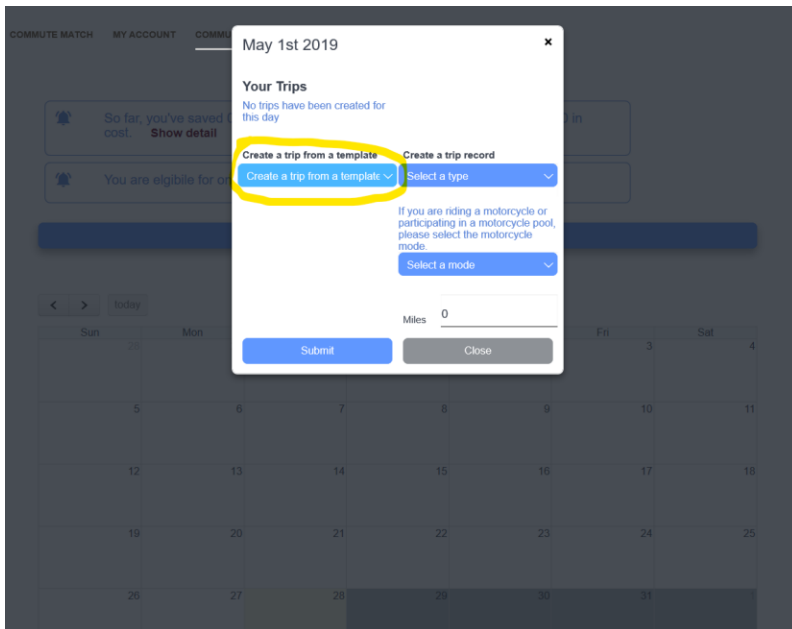 COMMUTE MATCH MY ACCOUNT COMMU
May 1st 2019 ×
Your Trips
No trips have been created for
this day
So far, you've saved in
cost. Show detail
You are elgibile for
Create a trip from a template Create a trip record
Create a trip from a template Select a type
If you are riding a motorcycle or
participating in a motorcycle pool,
please select the motorcycle
mode.
Select a mode
Miles 0
Submit Close
< > today
Sun Mon Fri Sat
28 3 4
5 6 7 8 9 10 11
12 13 14 15 16 17 18
19 20 21 22 23 24 25
26 27 28 29 30 31 1